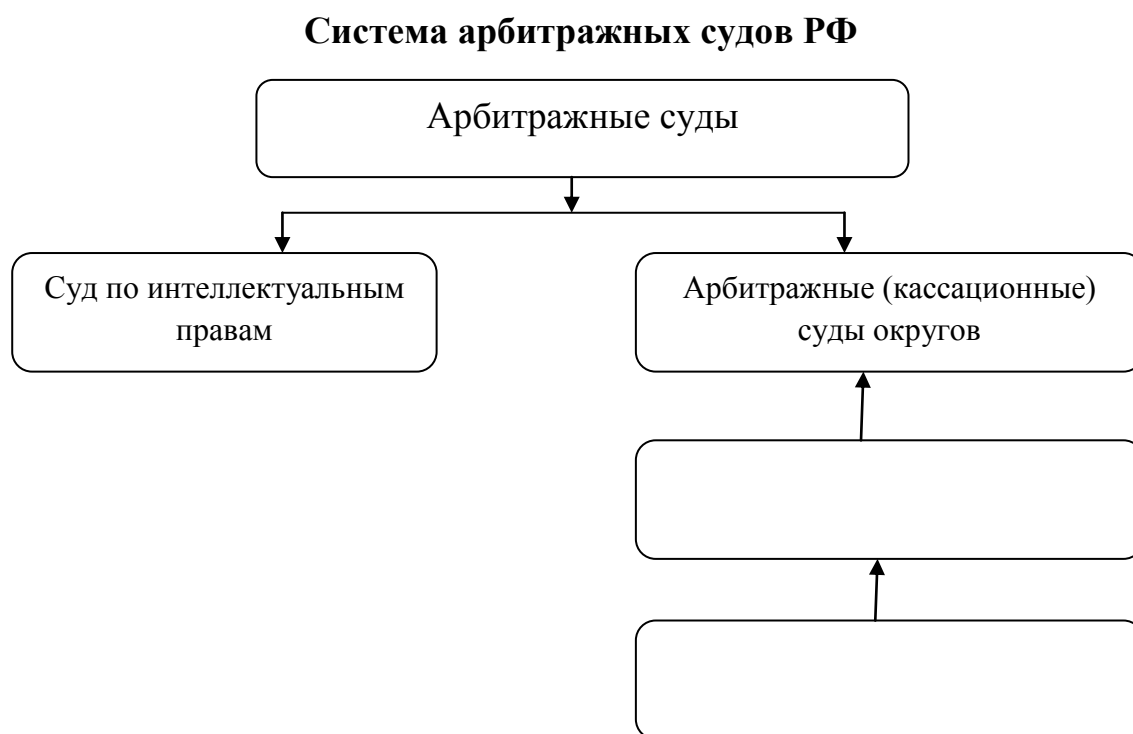 Система арбитражных судов РФ
Арбитражные суды
Суд по интеллектуальным
правам
Арбитражные (кассационные)
суды округов